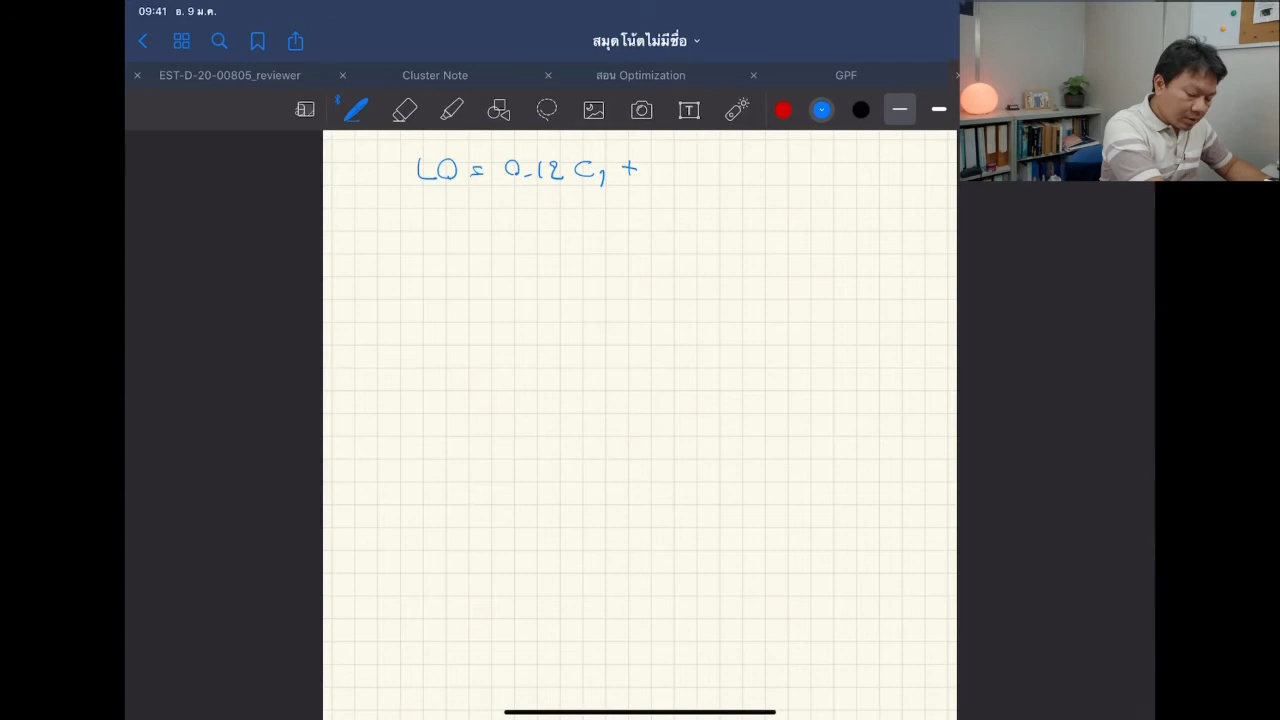 09:41 อ. 9 ม.ค.
สมุดโน้ตไม่มีชื่อ
EST-D-20-00805_reviewer
Cluster Note
สอน Optimization
GPF
LQ = 0.12 C1 +